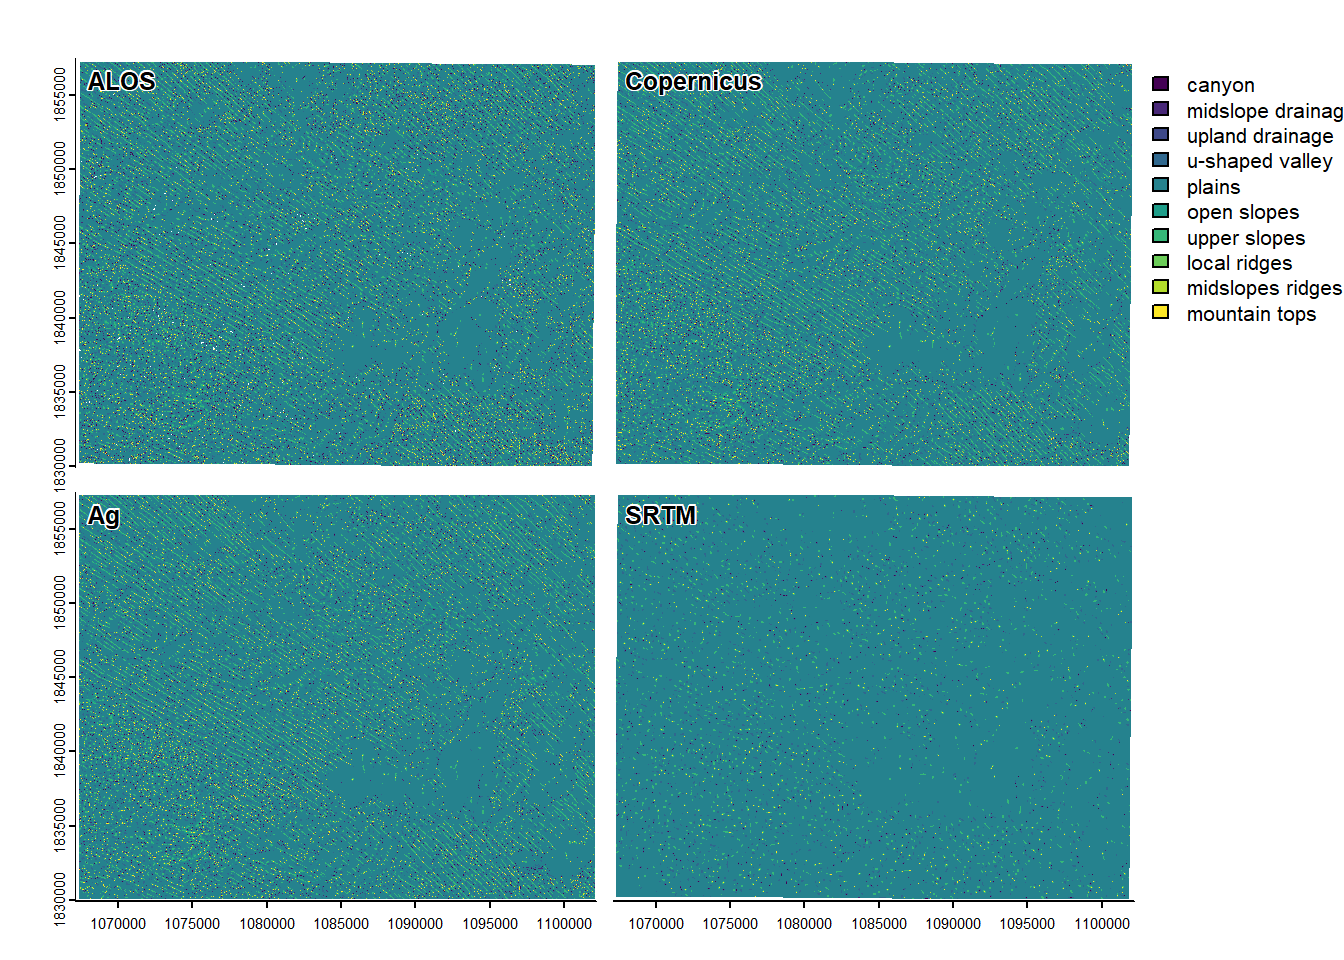 ALOS
Copernicus
Ag
SRTM
1855000
1850000
1845000
1840000
1835000
1830000
1855000
1850000
1845000
1840000
1835000
1830000
1070000 1075000 1080000 1085000 1090000 1095000 1100000
1070000 1075000 1080000 1085000 1090000 1095000 1100000
canyon
midslope drainag
upland drainage
u-shaped valley
plains
open slopes
upper slopes
local ridges
midslopes ridges
mountain tops